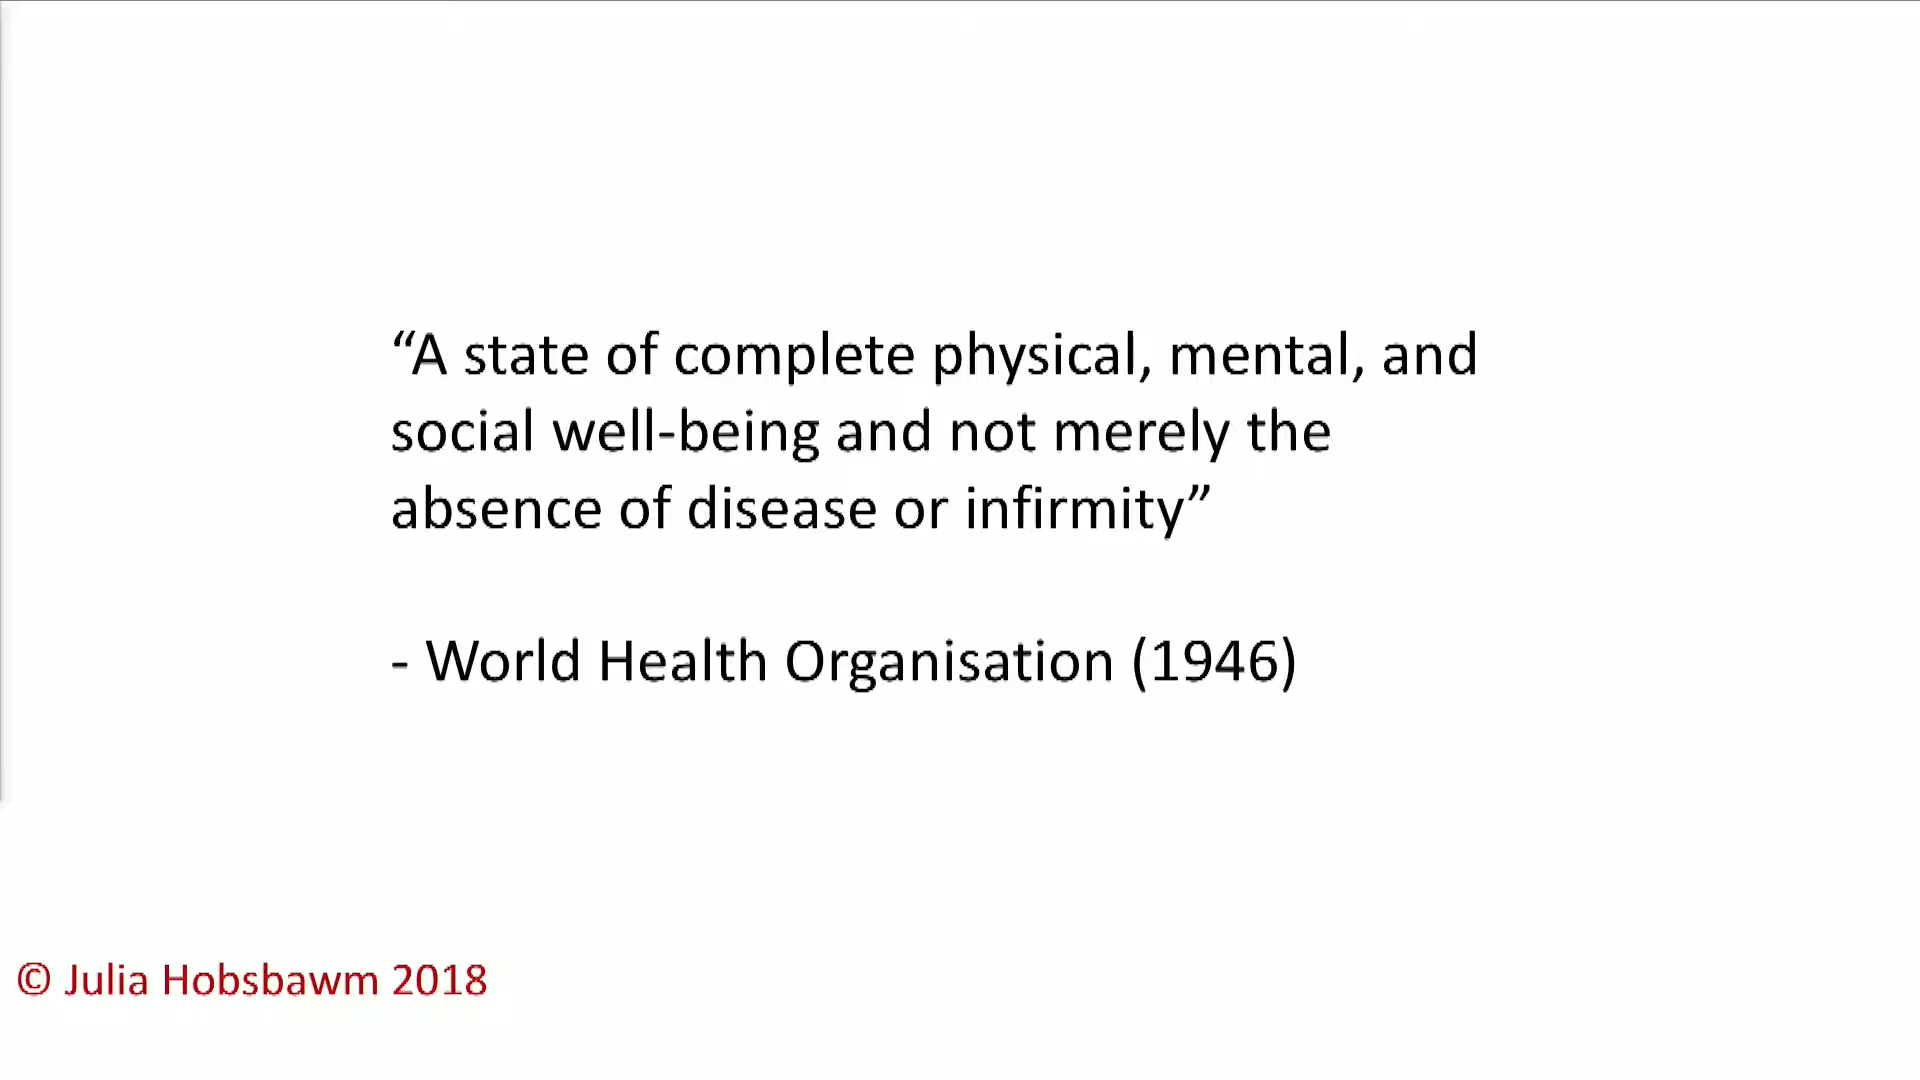 “A state of complete physical, mental, and
social well-being and not merely the
absence of disease or infirmity”
- World Health Organisation (1946)
© Julia Hobsbawm 2018